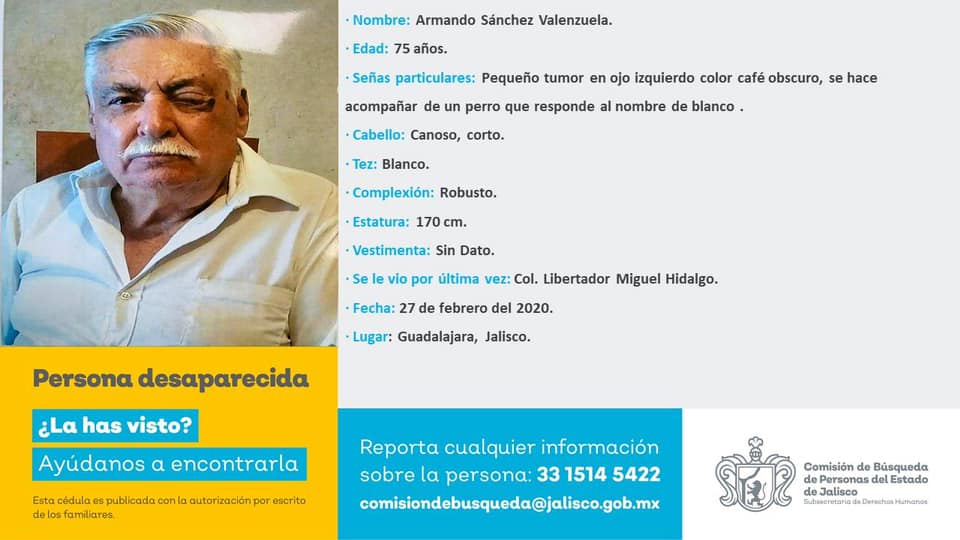 · Nombre: Armando Sánchez Valenzuela.
· Edad: 75 años.
· Señas particulares: Pequeño tumor en ojo izquierdo color café obscuro, se hace
acompañar de un perro que responde al nombre de blanco .
· Cabello: Canoso, corto.
· Tez: Blanco.
· Complexión: Robusto.
· Estatura: 170 cm.
· Vestimenta: Sin Dato.
· Se le vio por última vez: Col. Libertador Miguel Hidalgo.
· Fecha: 27 de febrero del 2020.
· Lugar: Guadalajara, Jalisco.
Persona desaparecida
¿La has visto?
Ayúdanos a encontrarla
Esta cédula es publicada con la autorización por escrito
de los familiares.
Reporta cualquier información
sobre la persona: 33 1514 5422
comisiondebusqueda@jalisco.gob.mx
Comisión de Búsqueda
de Personas del Estado
de Jalisco
Subsecretaría de Derechos Humanos